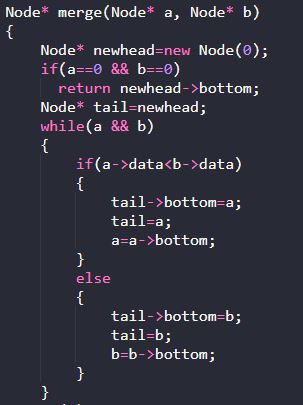 Node* merge(Node* a, Node* b)
{
    Node* newhead=new Node(0);
    if(a==0 && b==0)
      return newhead->bottom;
    Node* tail=newhead;
    while(a && b)
    {
        if(a->data<b->data)
        {
            tail->bottom=a;
            tail=a;
            a=a->bottom;
        }
        else
        {
            tail->bottom=b;
            tail=b;
            b=b->bottom;
        }
    }